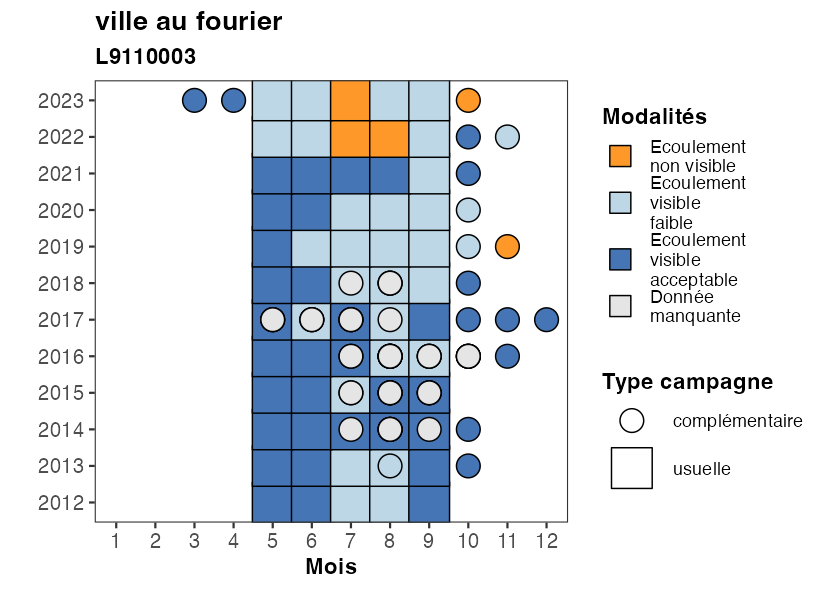 ville au fourier
L9110003
2023
2022
2021
2020
2019
2018
2017
2016
2015
2014
2013
2012
1 2 3 4 5 6 7 8 9 10 11 12
Mois
Modalités
Ecoulement
non visible
Ecoulement
visible
faible
Ecoulement
visible
acceptable
Donnée
manquante
Type campagne
complémentaire
usuelle